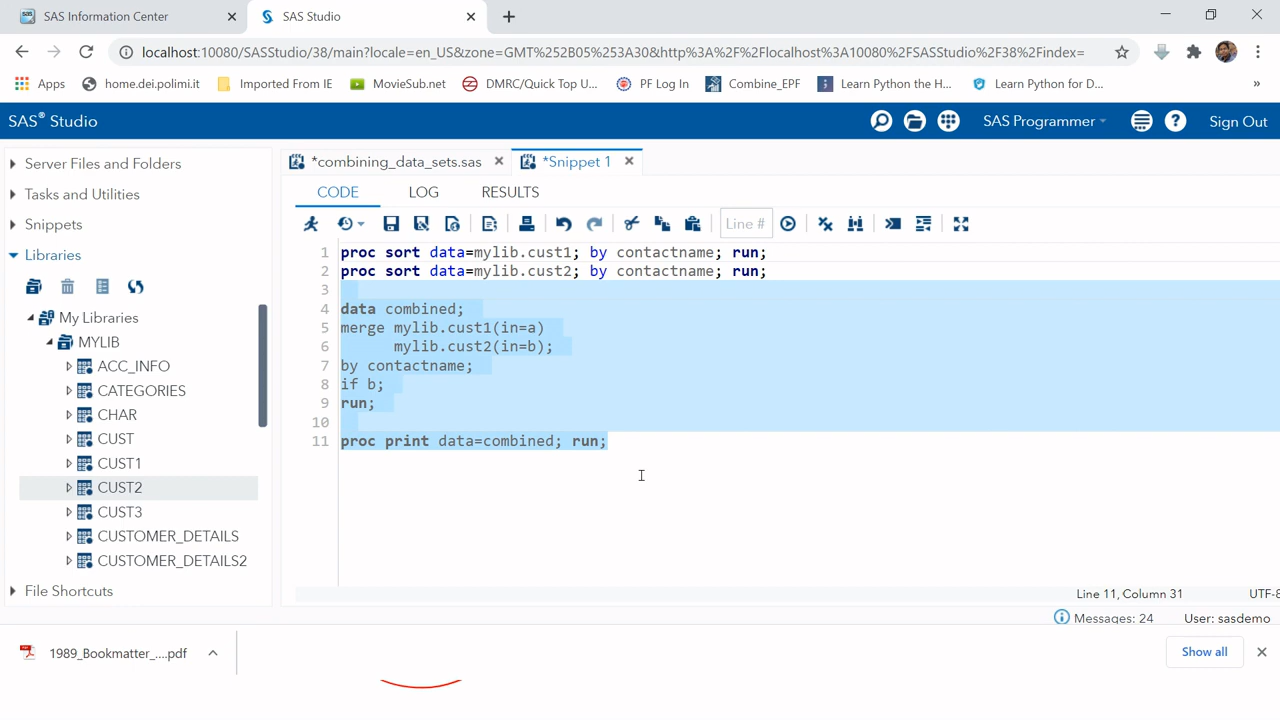 SAS Information Center
SAS Studio
localhost:10080/SASStudio/38/main?locale=en_US&zone=GMT%252B05%253A30&http%3A%2F%2Flocalhost%3A10080%2FSASStudio%2F38%2Findex=
Apps home.dei.polimi.it Imported From IE MovieSub.net DMRC/Quick Top U... PF Log In Combine_EPF Learn Python the H... Learn Python for D... »
SAS® Studio
SAS Programmer
Sign Out
Server Files and Folders
Tasks and Utilities
Snippets
Libraries
My Libraries
MYLIB
ACC_INFO
CATEGORIES
CHAR
CUST
CUST1
CUST2
CUST3
CUSTOMER_DETAILS
CUSTOMER_DETAILS2
File Shortcuts
*combining_data_sets.sas
*Snippet 1
CODE LOG RESULTS
Line #
1 proc sort data=mylib.cust1; by contactname; run;
2 proc sort data=mylib.cust2; by contactname; run;
3
4 data combined;
5 merge mylib.cust1(in=a)
6 mylib.cust2(in=b);
7 by contactname;
8 if b;
9 run;
10
11 proc print data=combined; run;
Line 11, Column 31
UTF-8
Messages: 24
User: sasdemo
1989_Bookmatter_....pdf
Show all